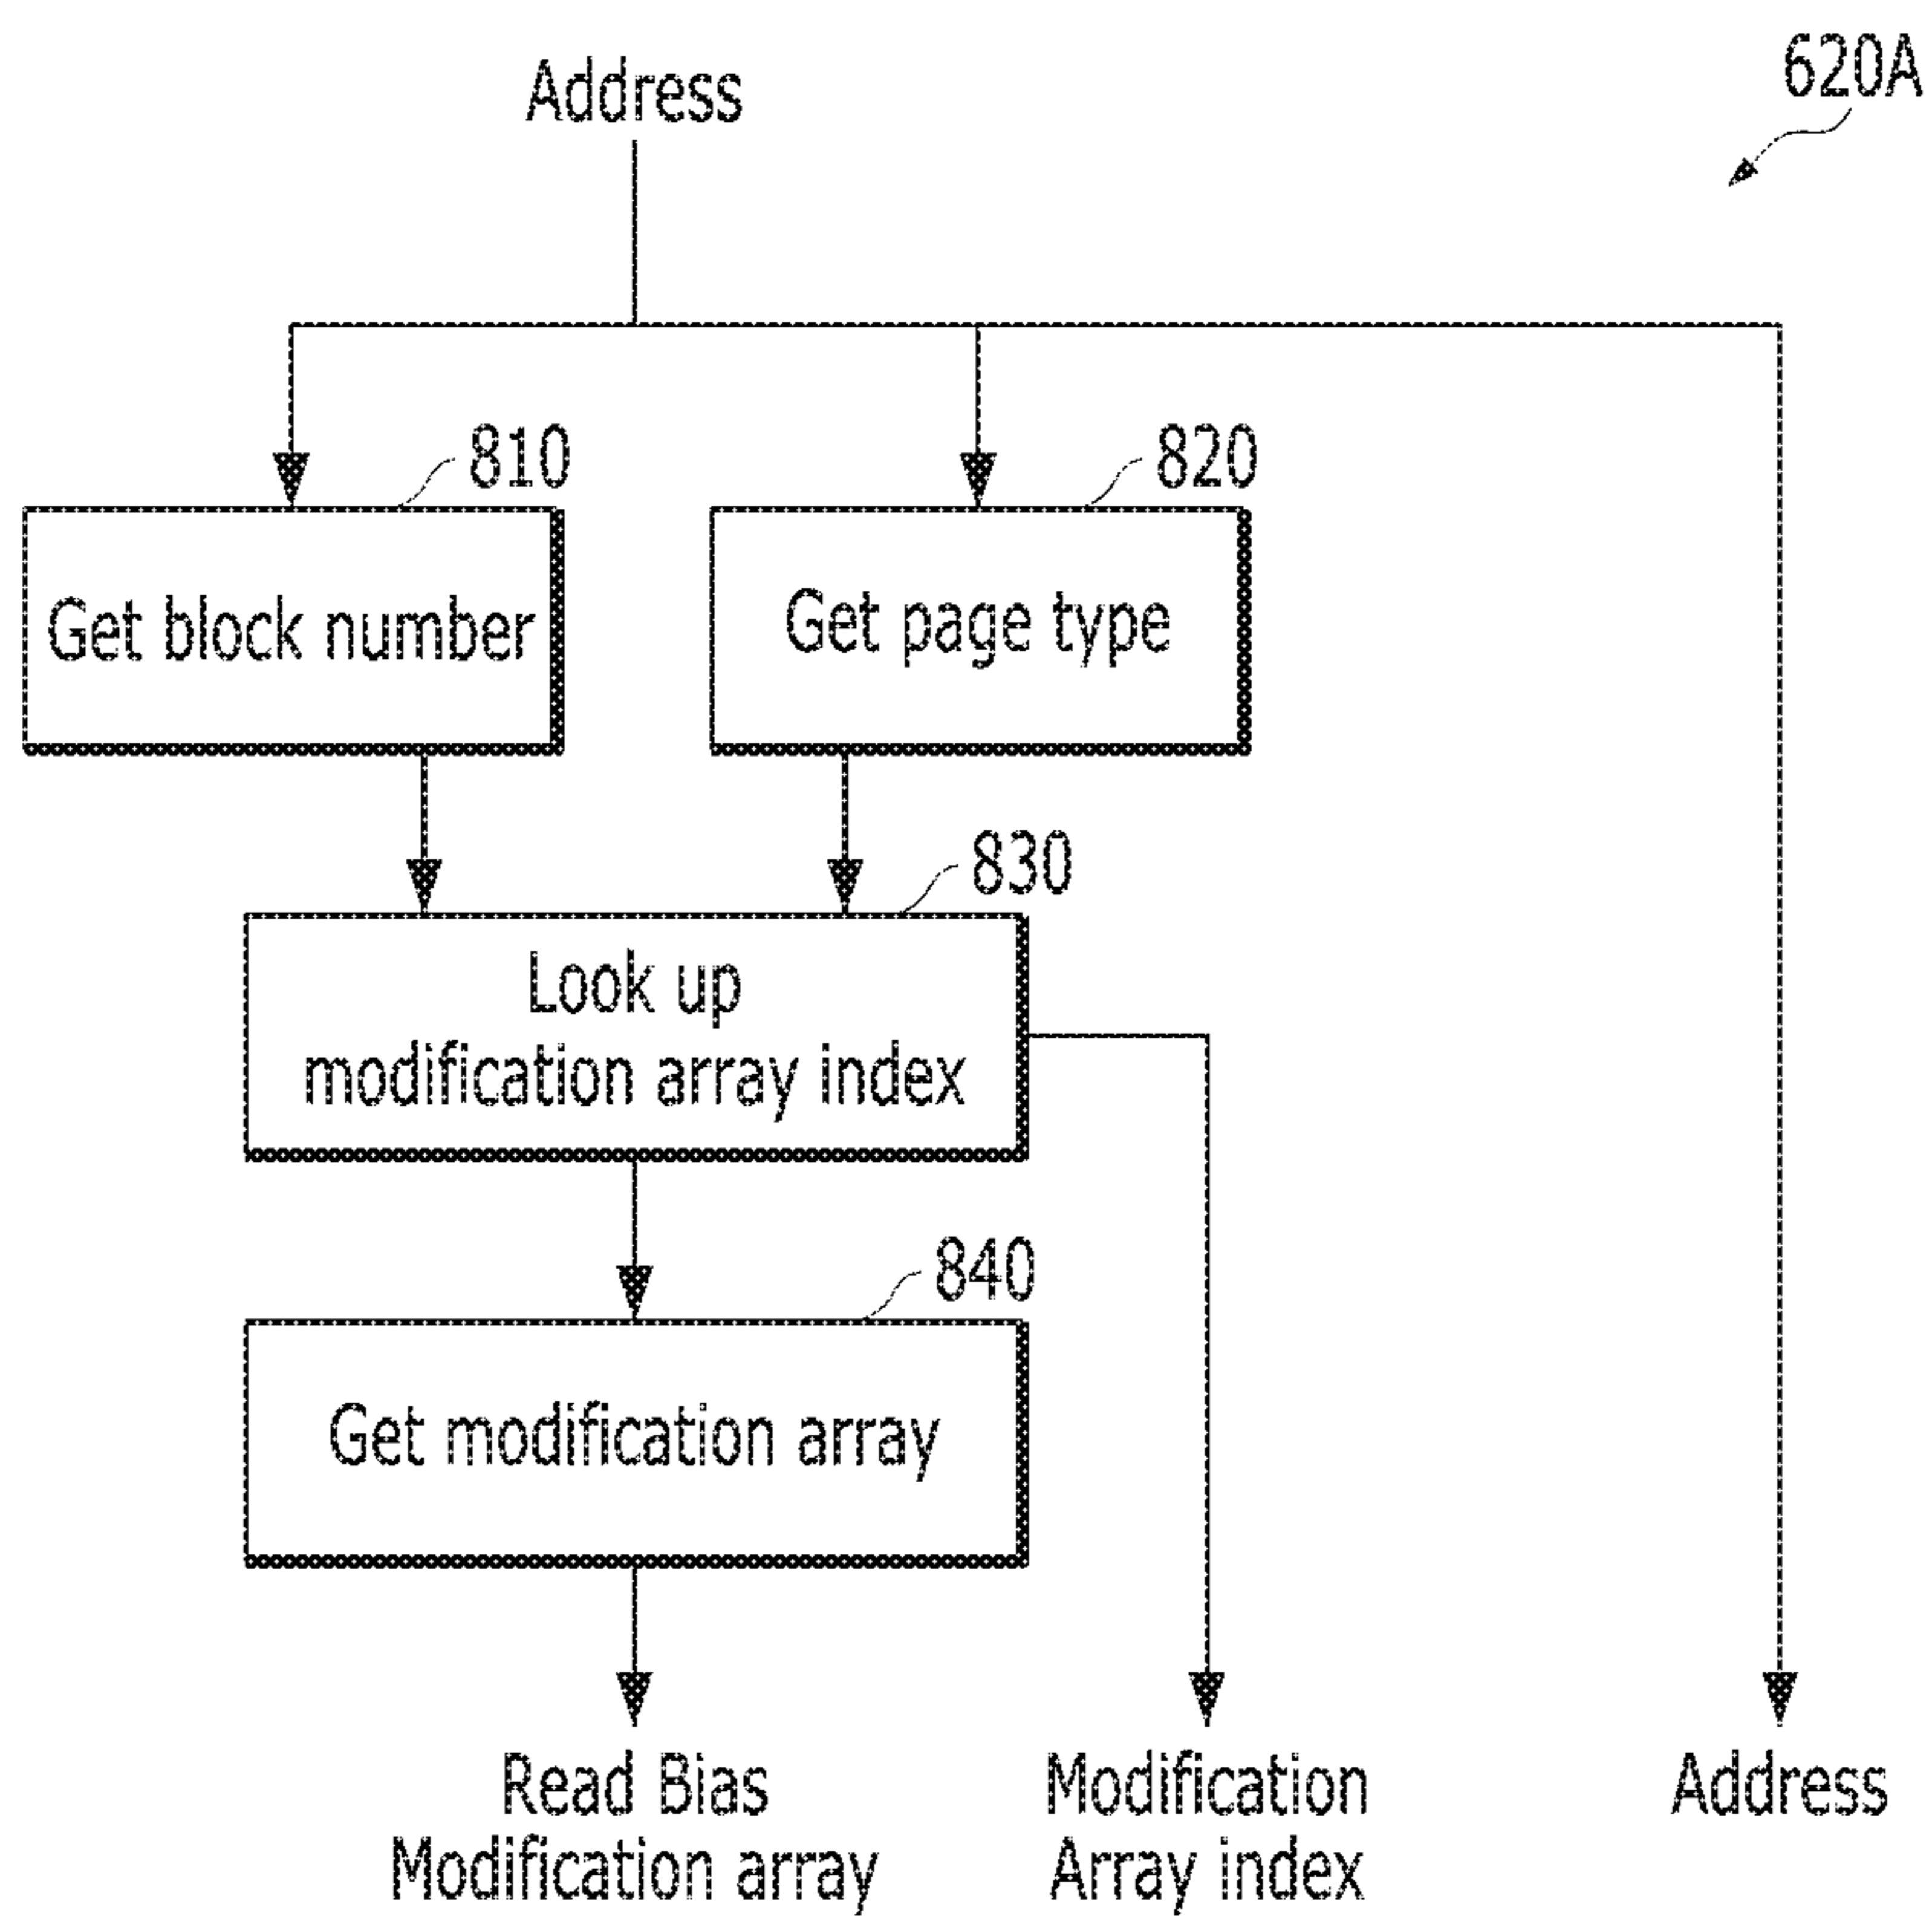 620A
Address
810
820
Get block number
Get page type
830
Look up
modification array index
840
Get modification array
Read Bias
Modification array
Modification
Array index
Address